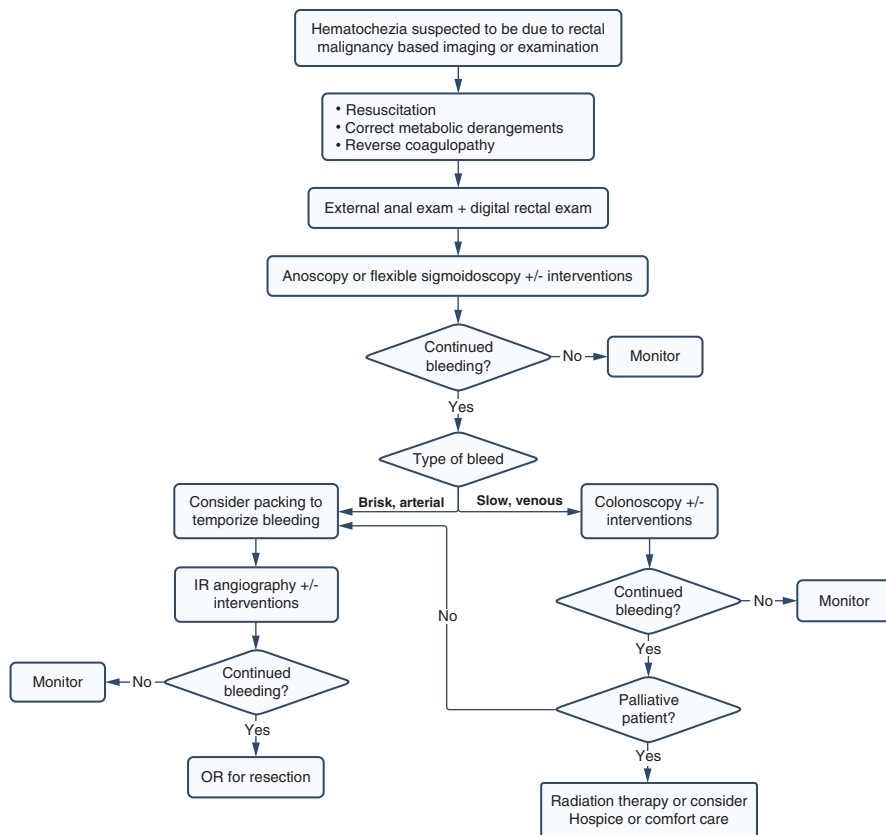 Hematochezia suspected to be due to rectal
malignancy based imaging or examination
• Resuscitation
• Correct metabolic derangements
• Reverse coagulopathy
External anal exam + digital rectal exam
Anoscopy or flexible sigmoidoscopy +/- interventions
Continued
bleeding?
No
Monitor
Yes
Type of bleed
Brisk, arterial
Slow, venous
Consider packing to
temporize bleeding
Colonoscopy +/-
interventions
IR angiography +/-
interventions
No
Continued
bleeding?
No
Monitor
Yes
Monitor
No
Continued
bleeding?
Palliative
patient?
Yes
Yes
OR for resection
Radiation therapy or consider
Hospice or comfort care